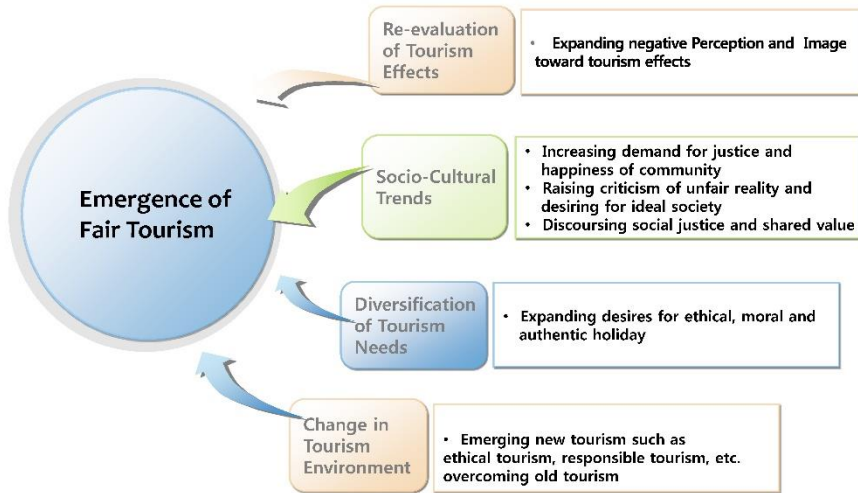 Emergence of
Fair Tourism
Re-evaluation
of Tourism
Effects
• Expanding negative Perception and Image
toward tourism effects
Socio-Cultural
Trends
• Increasing demand for justice and
happiness of community
• Raising criticism of unfair reality and
desiring for ideal society
• Discoursing social justice and shared value
Diversification
of Tourism
Needs
• Expanding desires for ethical, moral and
authentic holiday
Change in
Tourism
Environment
• Emerging new tourism such as
ethical tourism, responsible tourism, etc.
overcoming old tourism